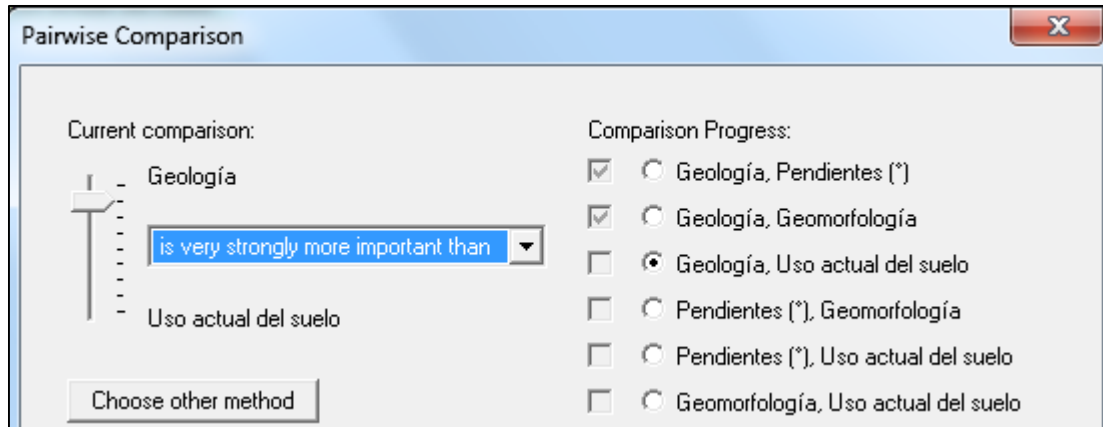 Pairwise Comparison
Current comparison:
Geología
is very strongly more important than
Uso actual del suelo
Choose other method
Comparison Progress:
Geología, Pendientes (*)
Geología, Geomorfología
Geología, Uso actual del suelo
Pendientes (*), Geomorfología
Pendientes (*), Uso actual del suelo
Geomorfología, Uso actual del suelo